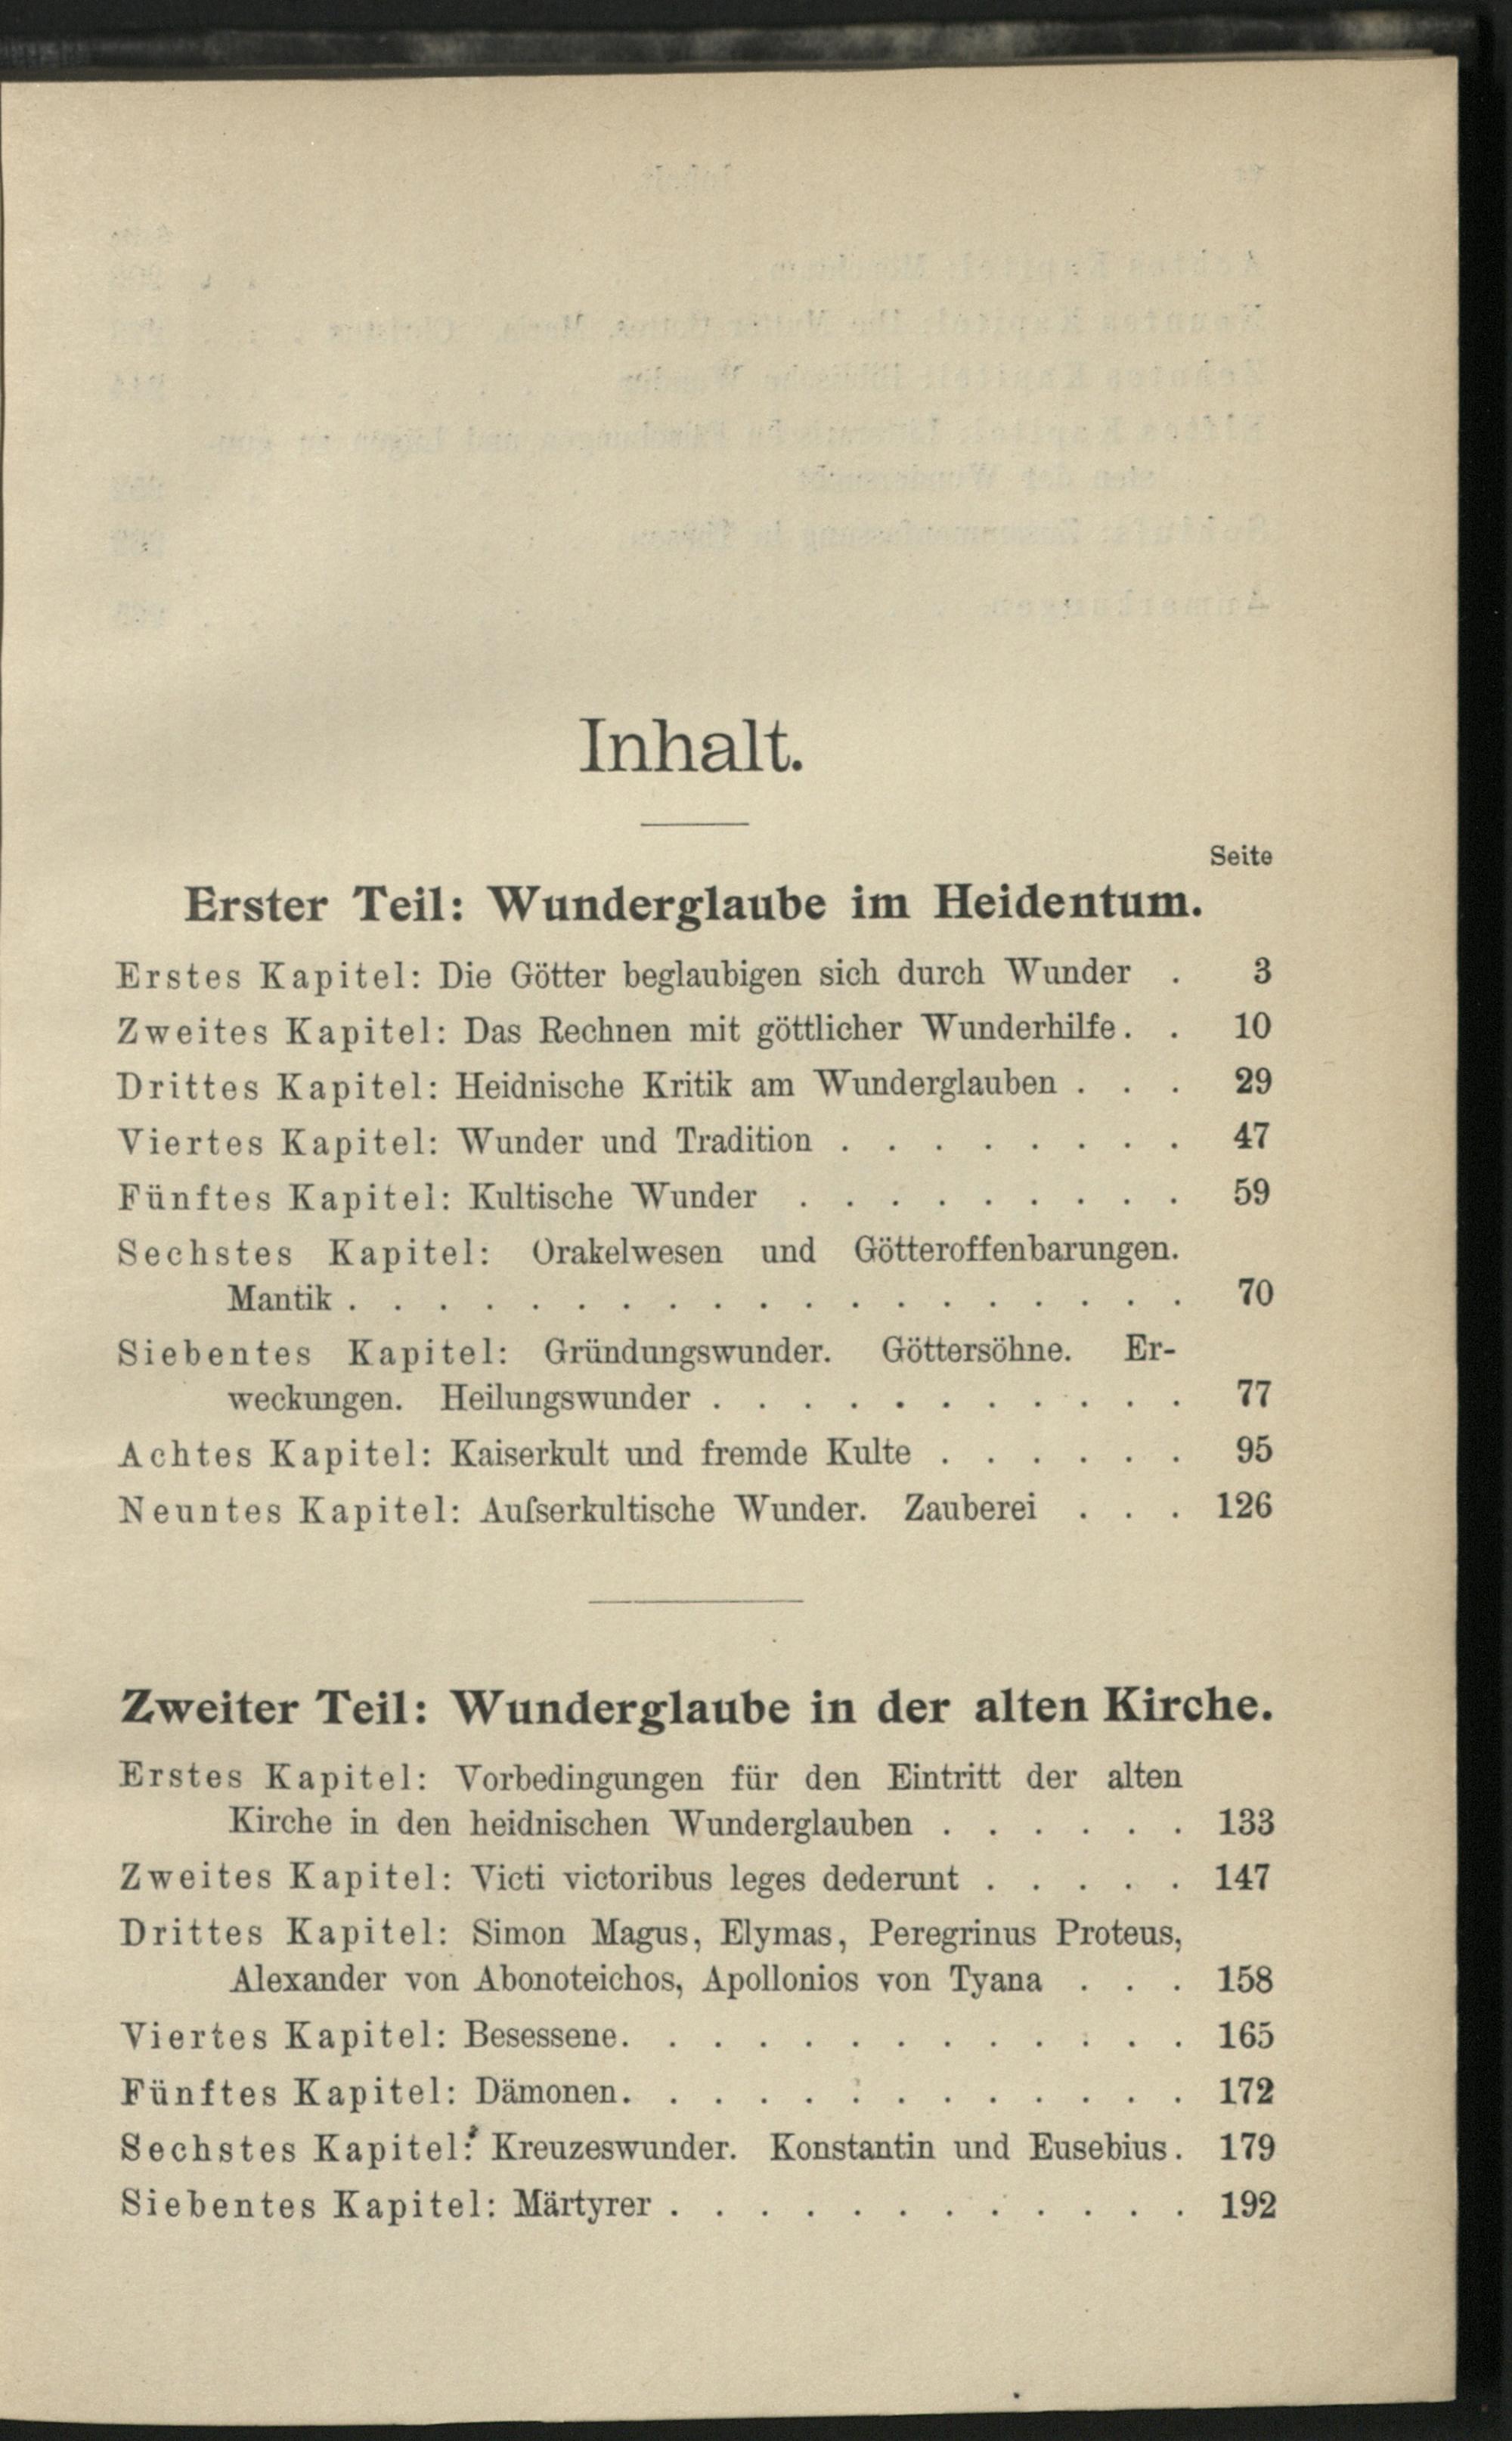 Inhalt.
Seite
Erster Teil: Wunderglaube im Heidentum.
Erstes Kapitel: Die Götter beglaubigen sich durch Wunder . 3
Zweites Kapitel: Das Rechnen mit göttlicher Wunderhilfe. . 10
Drittes Kapitel: Heidnische Kritik am Wunderglauben . . . 29
Viertes Kapitel: Wunder und Tradition . . . . . . . . 47
Fünftes Kapitel: Kultische Wunder . . . . . . . . . 59
Sechstes Kapitel: Orakelwesen und Götteroffenbarungen.
Mantik . . . . . . . . . . . . . . . . . . . 70
Siebentes Kapitel: Gründungswunder. Göttersöhne. Er-
weckungen. Heilungswunder . . . . . . . . . . . 77
Achtes Kapitel: Kaiserkult und fremde Kulte . . . . . . 95
Neuntes Kapitel: Auſserkultische Wunder. Zauberei . . . 126
Zweiter Teil: Wunderglaube in der alten Kirche.
Erstes Kapitel: Vorbedingungen für den Eintritt der alten
Kirche in den heidnischen Wunderglauben . . . . . . 133
Zweites Kapitel: Victi victoribus leges dederunt . . . . . 147
Drittes Kapitel: Simon Magus, Elymas, Peregrinus Proteus,
Alexander von Abonoteichos, Apollonios von Tyana . . . 158
Viertes Kapitel: Besessene. . . . . . . . . . . . . 165
Fünftes Kapitel: Dämonen. . . . . . . . . . . . . 172
Sechstes Kapitel: Kreuzeswunder. Konstantin und Eusebius. 179
Siebentes Kapitel: Märtyrer . . . . . . . . . . . . 192